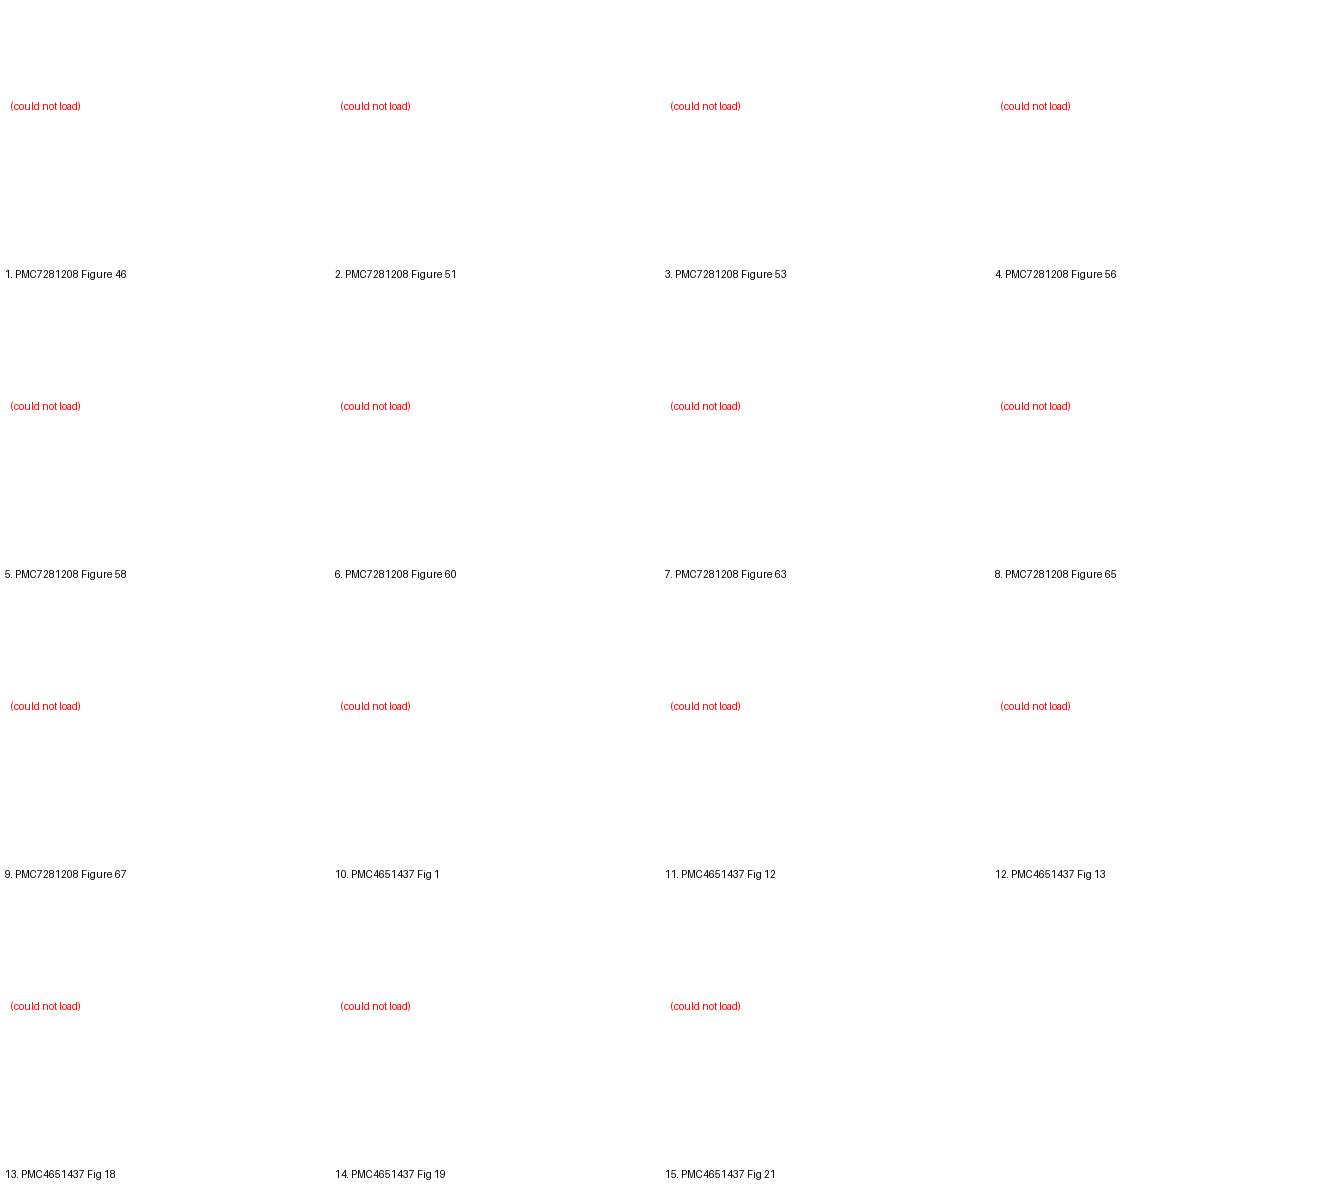 (could not load) (could not load) (could not load) (could not load)
1. PMC7281208 Figure 46 2. PMC7281208 Figure 51 3. PMC7281208 Figure 53 4. PMC7281208 Figure 56
(could not load) (could not load) (could not load) (could not load)
5. PMC7281208 Figure 58 6. PMC7281208 Figure 60 7. PMC7281208 Figure 63 8. PMC7281208 Figure 65
(could not load) (could not load) (could not load) (could not load)
9. PMC7281208 Figure 67 10. PMC4651437 Fig 1 11. PMC4651437 Fig 12 12. PMC4651437 Fig 13
(could not load) (could not load) (could not load)
13. PMC4651437 Fig 18 14. PMC4651437 Fig 19 15. PMC4651437 Fig 21